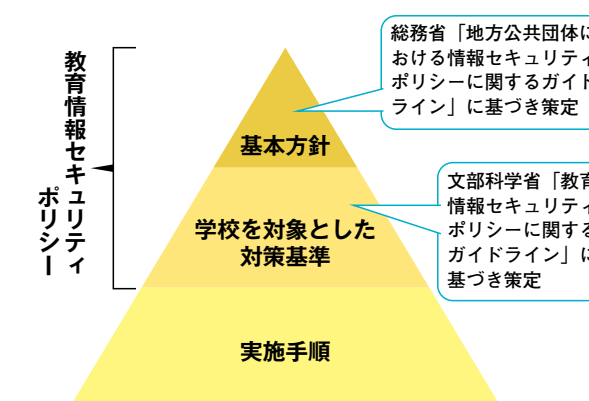 教育情報セキュリティ
ポリシー
基本方針
学校を対象とした
対策基準
実施手順
総務省「地方公共団体に
おける情報セキュリティ
ポリシーに関するガイド
ライン」に基づき策定
文部科学省「教育
情報セキュリティ
ポリシーに関する
ガイドライン」に
基づき策定